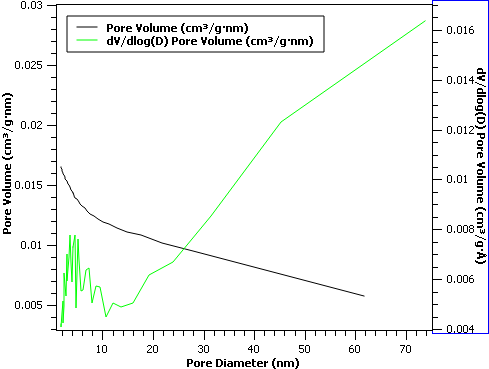 0.03
0.025
0.02
0.015
0.01
0.005
Pore Volume (cm³/g·nm)
Pore Volume (cm³/g·nm)
dV/dlog(D) Pore Volume (cm³/g·nm)
0.016
0.014
0.012
0.01
0.008
0.006
0.004
dV/dlog(D) Pore Volume (cm³/g·Å)
10 20 30 40 50 60 70
Pore Diameter (nm)